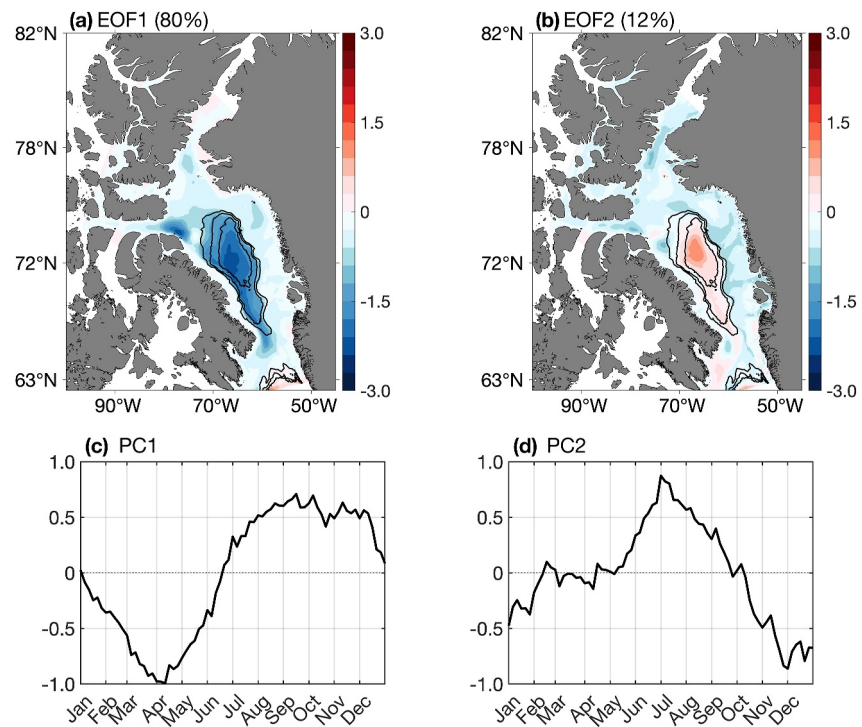 (a) EOF1 (80%)
(b) EOF2 (12%)
82°N
78°N
72°N
63°N
90°W
70°W
50°W
3.0
1.5
0
-1.5
-3.0
82°N
78°N
72°N
63°N
90°W
70°W
50°W
3.0
1.5
0
-1.5
-3.0
(c) PC1
1.0
0.5
0
-0.5
-1.0
Jan Feb Mar Apr May Jun Jul Aug Sep Oct Nov Dec
(d) PC2
1.0
0.5
0
-0.5
-1.0
Jan Feb Mar Apr May Jun Jul Aug Sep Oct Nov Dec